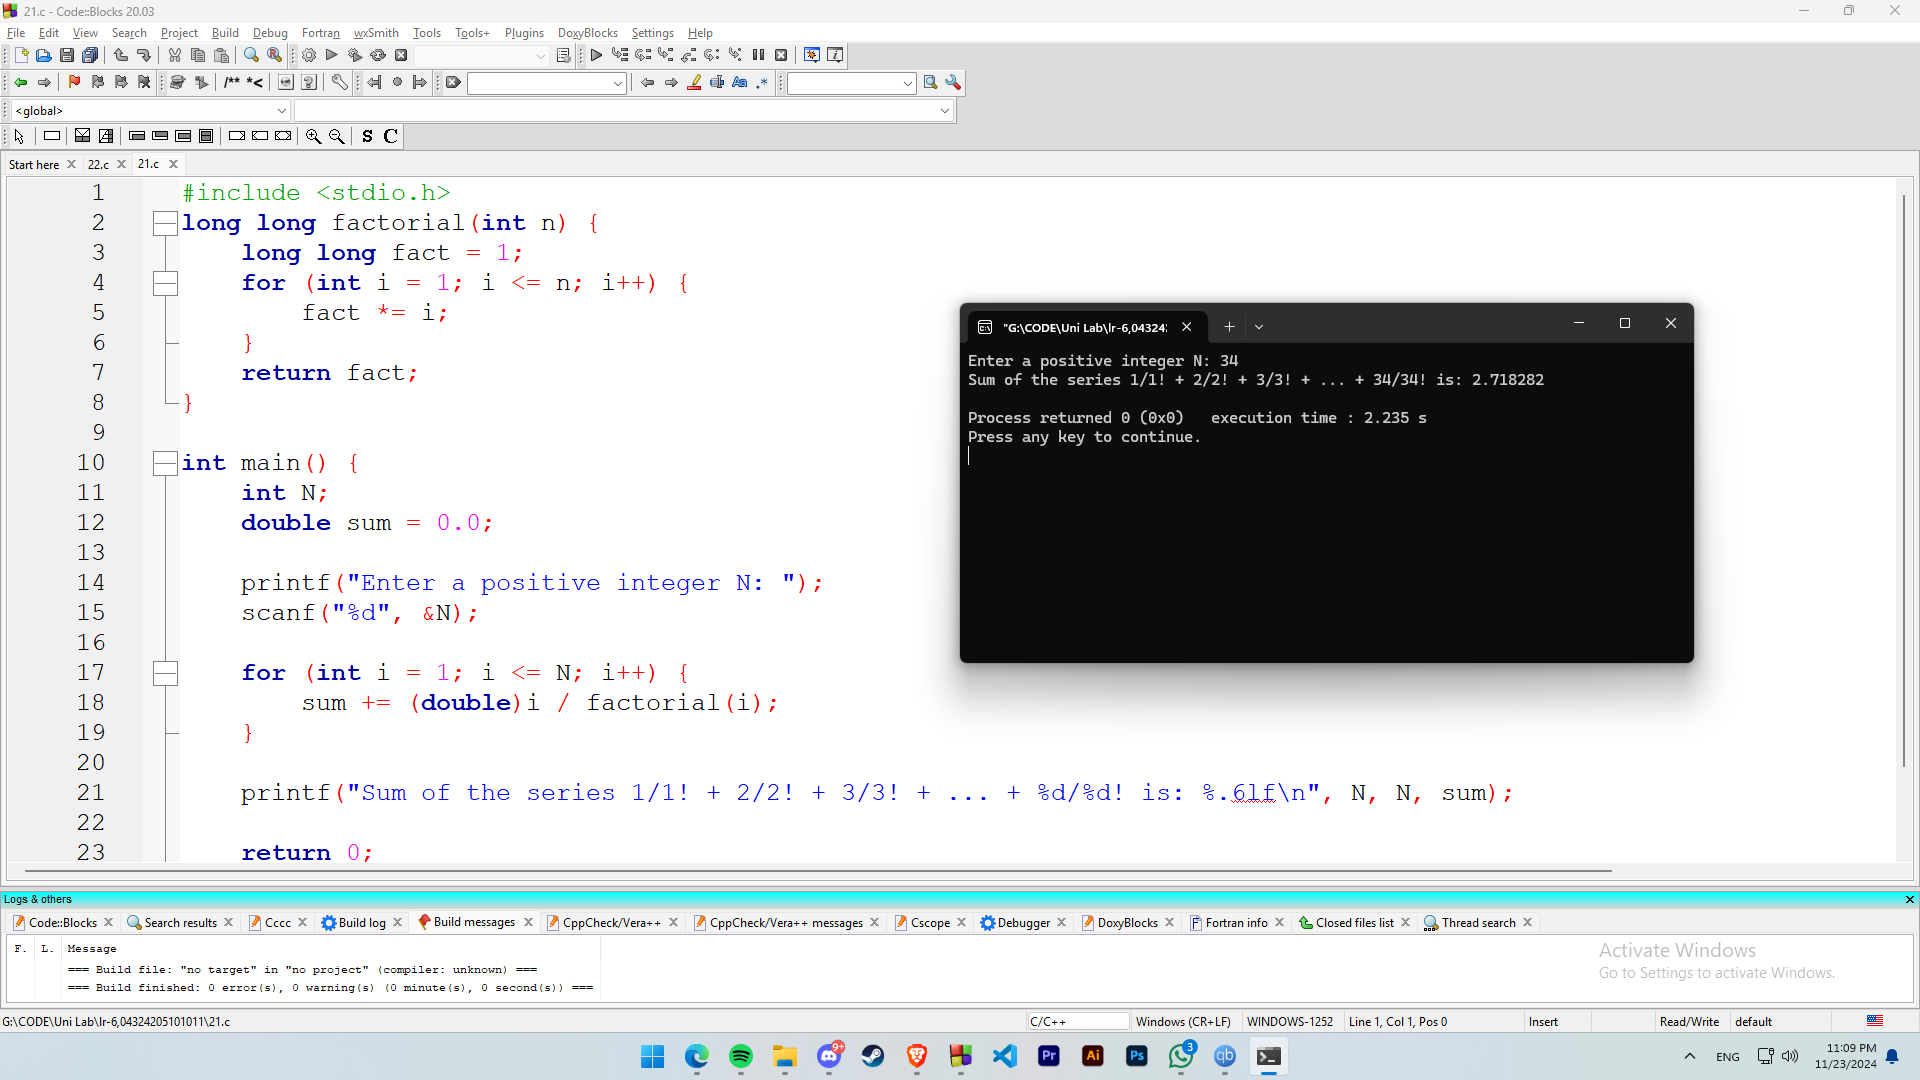 21.c - Code::Blocks 20.03
File Edit View Search Project Build Debug Fortran wxSmith Tools Tools+ Plugins DoxyBlocks Settings Help
/** *<
Aa .*
<global>
S C
Start here 22.c 21.c
1 #include <stdio.h>
2 long long factorial(int n) {
3 long long fact = 1;
4 for (int i = 1; i <= n; i++) {
5 fact *= i;
6 }
7 return fact;
8 }
9
10 int main() {
11 int N;
12 double sum = 0.0;
13
14 printf("Enter a positive integer N: ");
15 scanf("%d", &N);
16
17 for (int i = 1; i <= N; i++) {
18 sum += (double)i / factorial(i);
19 }
20
21 printf("Sum of the series 1/1! + 2/2! + 3/3! + ... + %d/%d! is: %.6lf\n", N, N, sum);
22
23 return 0;
"G:\CODE\Uni Lab\lr-6,04324:
Enter a positive integer N: 34
Sum of the series 1/1! + 2/2! + 3/3! + ... + 34/34! is: 2.718282
Process returned 0 (0x0) execution time : 2.235 s
Press any key to continue.
Logs & others
Code::Blocks Search results Cccc Build log Build messages CppCheck/Vera++ CppCheck/Vera++ messages Cscope Debugger DoxyBlocks Fortran info Closed files list Thread search
F. L. Message
=== Build file: "no target" in "no project" (compiler: unknown) ===
=== Build finished: 0 error(s), 0 warning(s) (0 minute(s), 0 second(s)) ===
Activate Windows
Go to Settings to activate Windows.
G:\CODE\Uni Lab\lr-6,04324205101011\21.c C/C++ Windows (CR+LF) WINDOWS-1252 Line 1, Col 1, Pos 0 Insert Read/Write default
9+ Pr Ai Ps 3 qb
ENG 11:09 PM
11/23/2024